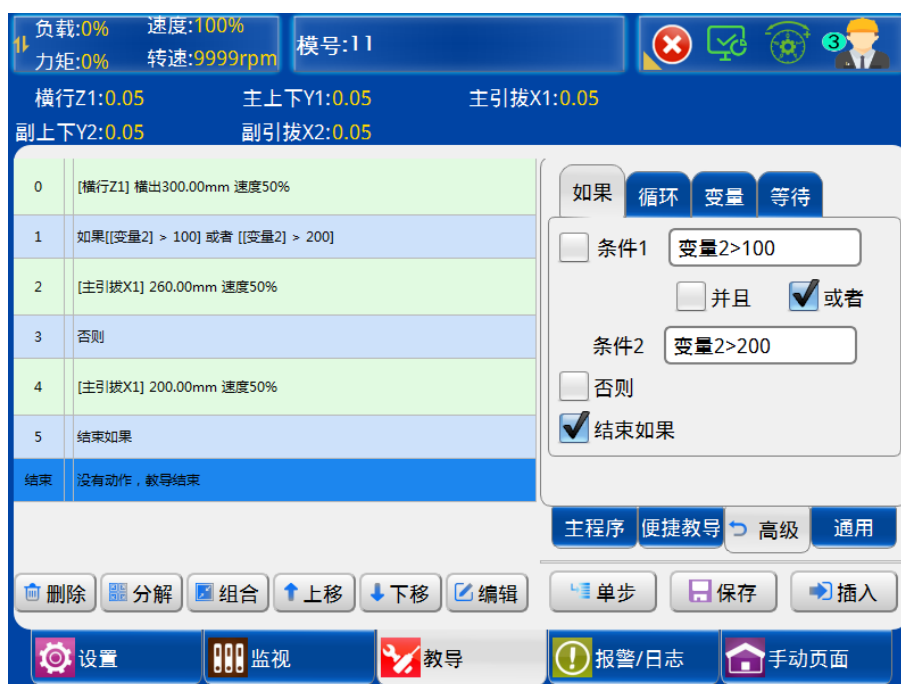 负载:0% 速度:100%
力矩:0% 转速:9999rpm
模号:11
3
横行Z1:0.05 主上下Y1:0.05 主引拔X1:0.05
副上下Y2:0.05 副引拔X2:0.05
0 [横行Z1] 横出300.00mm 速度50%
1 如果[[变量2] > 100] 或者 [[变量2] > 200]
2 [主引拔X1] 260.00mm 速度50%
3 否则
4 [主引拔X1] 200.00mm 速度50%
5 结束如果
结束 没有动作，教导结束
如果 循环 变量 等待
条件1 变量2>100
并且 或者
条件2 变量2>200
否则
结束如果
主程序 便捷教导 高级 通用
删除 分解 组合 上移 下移 编辑 单步 保存 插入
设置 监视 教导 报警/日志 手动页面